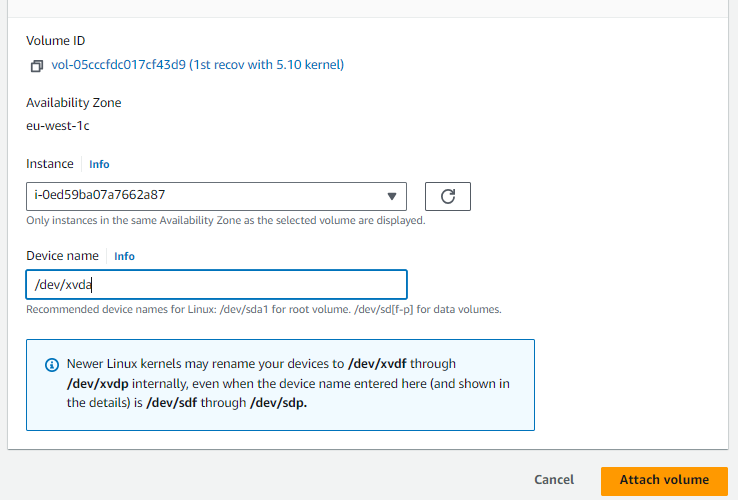 Volume ID
vol-05cccfdc017cf43d9 (1st recov with 5.10 kernel)
Availability Zone
eu-west-1c
Instance Info
i-0ed59ba07a7662a87
Only instances in the same Availability Zone as the selected volume are displayed.
Device name Info
/dev/xvda
Recommended device names for Linux: /dev/sda1 for root volume. /dev/sd[f-p] for data volumes.
Newer Linux kernels may rename your devices to /dev/xvdf through
/dev/xvdp internally, even when the device name entered here (and shown in
the details) is /dev/sdf through /dev/sdp.
Cancel Attach volume